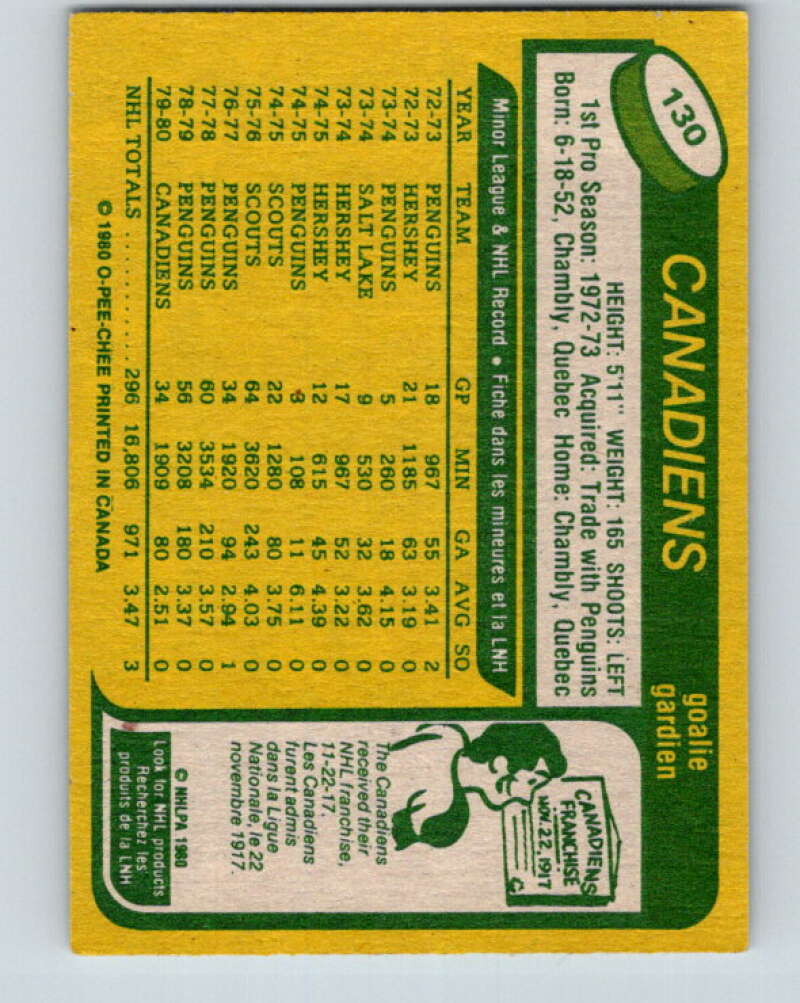 130
CANADIENS
goalie
gardien
HEIGHT: 5'11" WEIGHT: 165 SHOOTS: LEFT
1st Pro Season: 1972-73 Acquired: Trade with Penguins
Born: 6-18-52, Chambly, Quebec Home: Chambly, Quebec
Minor League & NHL Record • Fiche dans les mineures et la LNH
YEAR TEAM GP MIN GA AVG SO
72-73 PENGUINS 18 967 55 3.41 2
72-73 HERSHEY 21 1185 63 3.19 0
73-74 PENGUINS 5 260 18 4.15 0
73-74 SALT LAKE 9 530 32 3.62 0
73-74 HERSHEY 17 967 52 3.22 0
74-75 HERSHEY 12 615 45 4.39 0
74-75 PENGUINS 3 108 11 6.11 0
74-75 SCOUTS 22 1280 80 3.75 0
75-76 SCOUTS 64 3620 243 4.03 0
76-77 PENGUINS 34 1920 94 2.94 1
77-78 PENGUINS 60 3534 210 3.57 0
78-79 PENGUINS 56 3208 180 3.37 0
79-80 CANADIENS 34 1909 80 2.51 0
NHL TOTALS .......... 296 16,806 971 3.47 3
© 1980 O-PEE-CHEE PRINTED IN CANADA
CANADIENS
FRANCHISE
NOV. 22, 1917
The Canadiens
received their
NHL franchise,
11-22-17.
Les Canadiens
furent admis
dans la Ligue
Nationale, le 22
novembre 1917.
© NHLPA 1980
Look for NHL products
Recherchez les
produits de la LNH